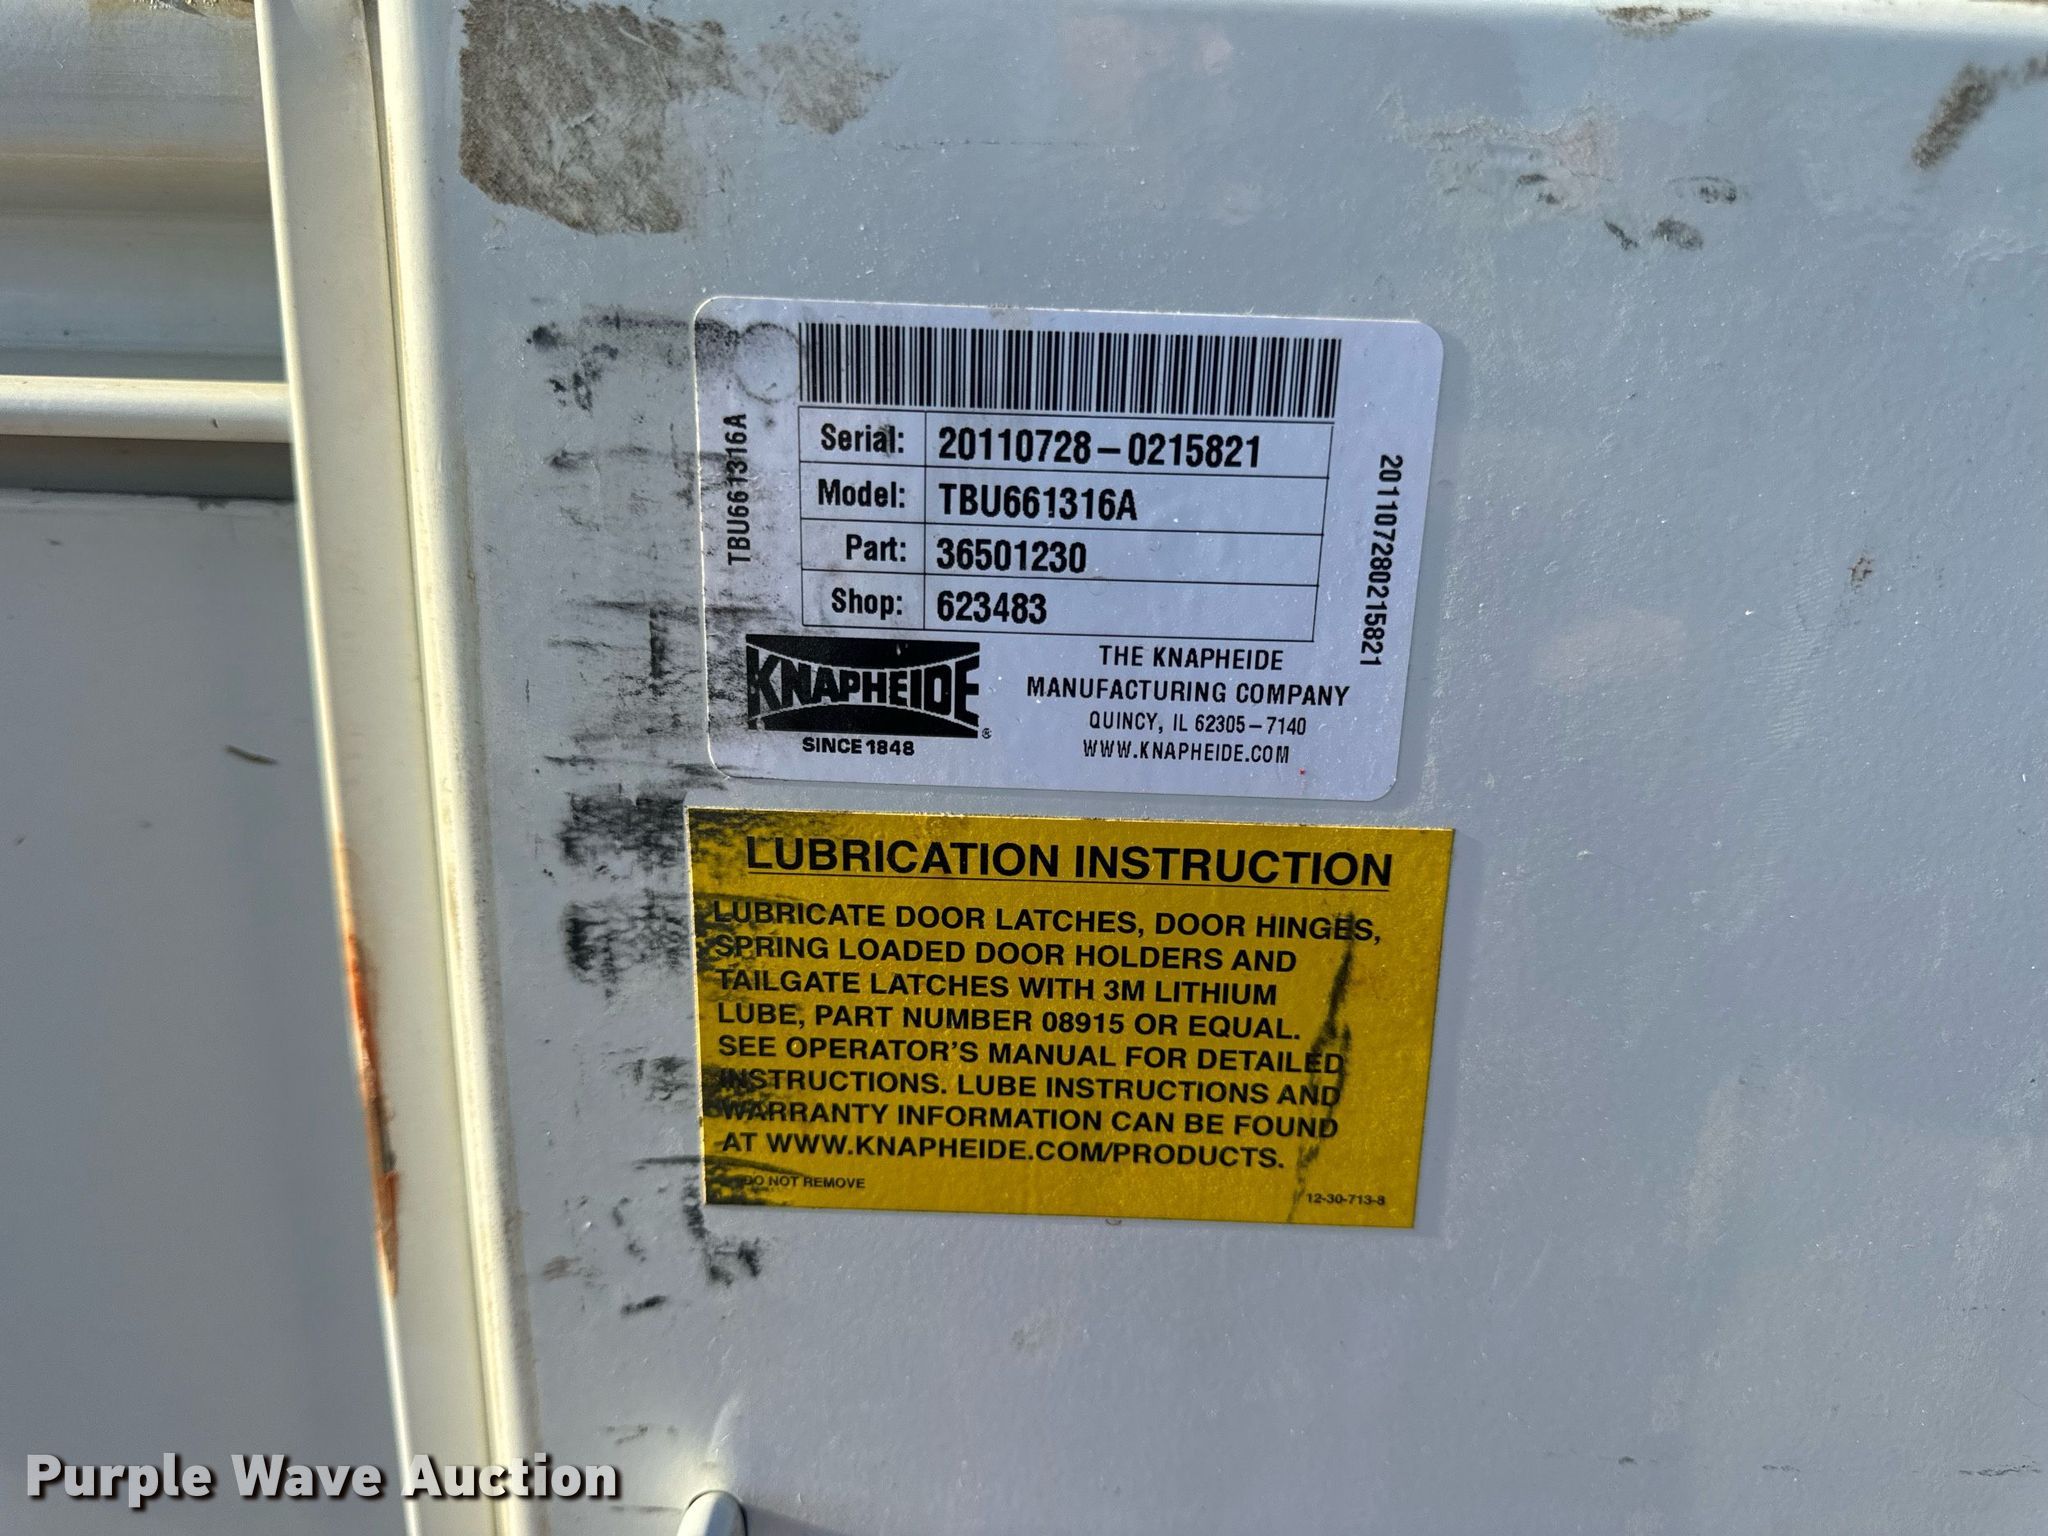 TBU661316A
Serial: 20110728-0215821
Model: TBU661316A
Part: 36501230
Shop: 623483
201107280215821
KNAPHEIDE®
SINCE 1848
THE KNAPHEIDE
MANUFACTURING COMPANY
QUINCY, IL 62305-7140
WWW.KNAPHEIDE.COM
LUBRICATION INSTRUCTION
LUBRICATE DOOR LATCHES, DOOR HINGES,
SPRING LOADED DOOR HOLDERS AND
TAILGATE LATCHES WITH 3M LITHIUM
LUBE, PART NUMBER 08915 OR EQUAL.
SEE OPERATOR'S MANUAL FOR DETAILED
INSTRUCTIONS. LUBE INSTRUCTIONS AND
WARRANTY INFORMATION CAN BE FOUND
AT WWW.KNAPHEIDE.COM/PRODUCTS.
DO NOT REMOVE
12-30-713-8
Purple Wave Auction